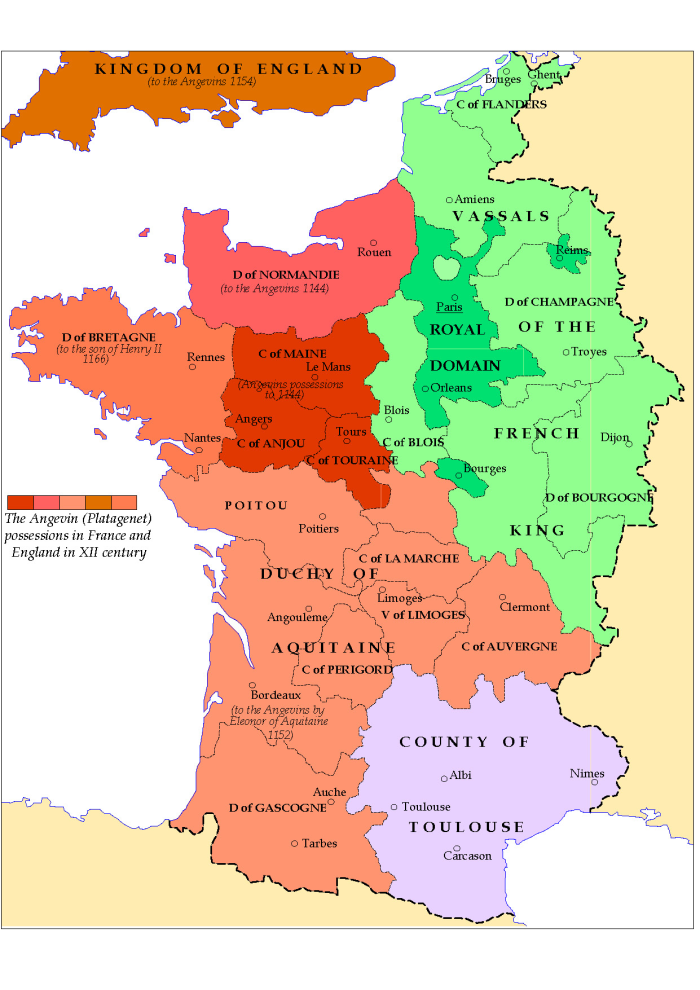 KINGDOM OF ENGLAND
(to the Angevins 1154)
Bruges
Ghent
C of FLANDERS
Amiens
VASSALS
Rouen
Reims
D of NORMANDIE
(to the Angevins 1144)
Paris
D of CHAMPAGNE
ROYAL
OF THE
D of BRETAGNE
(to the son of Henry II
1166)
Rennes
C of MAINE
Le Mans
Troyes
DOMAIN
(Angevins possessions
to 1144)
Orleans
Angers
Blois
Tours
FRENCH
Nantes
C of ANJOU
C of BLOIS
Dijon
C of TOURAINE
Bourges
D of BOURGOGNE
POITOU
The Angevin (Platagenet)
possessions in France and
England in XII century
Poitiers
KING
C of LA MARCHE
DUCHY OF
Limoges
Clermont
Angouleme
V of LIMOGES
AQUITAINE
C of AUVERGNE
C of PERIGORD
Bordeaux
(to the Angevins by
Eleonor of Aquitaine
1152)
COUNTY OF
Albi
Nimes
Auche
D of GASCOGNE
Toulouse
TOULOUSE
Tarbes
Carcason